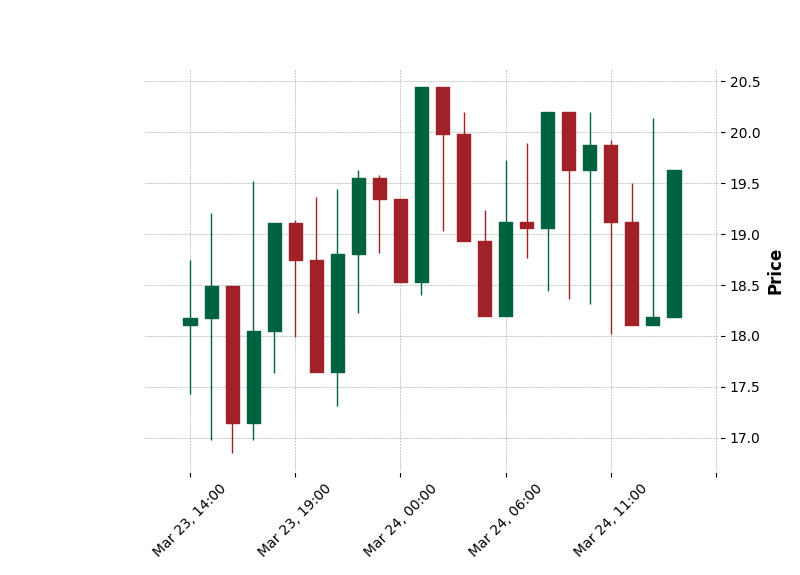 20.5
20.0
19.5
19.0
18.5
18.0
17.5
17.0
Price
Mar 23, 14:00
Mar 23, 19:00
Mar 24, 00:00
Mar 24, 06:00
Mar 24, 11:00